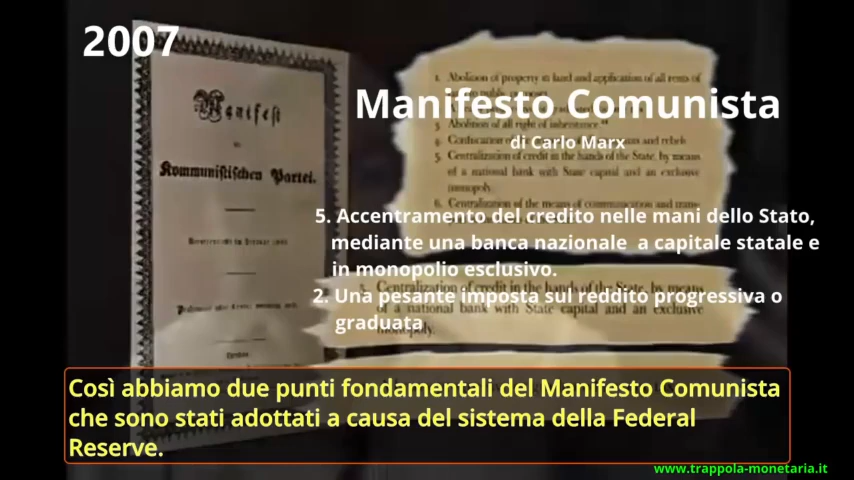 2007
Manifest
Kommunistischen Partei.
Manifesto Comunista
di Carlo Marx
1. Abolition of property in land and application of all rents of
3. Abolition of all right of inheritance
and rebels
5. Centralization of credit in the hands of the State, by means
of a national bank with State capital and an exclusive
monopoly.
6. Centralization of the means of communication and trans-
5. Accentramento del credito nelle mani dello Stato,
mediante una banca nazionale a capitale statale e
in monopolio esclusivo.
2. Una pesante imposta sul reddito progressiva o
graduata
Centralization of credit in the hands of the State, by means
of a national bank with State capital and an exclusive
monopoly.
Così abbiamo due punti fondamentali del Manifesto Comunista
che sono stati adottati a causa del sistema della Federal
Reserve.
www.trappola-monetaria.it